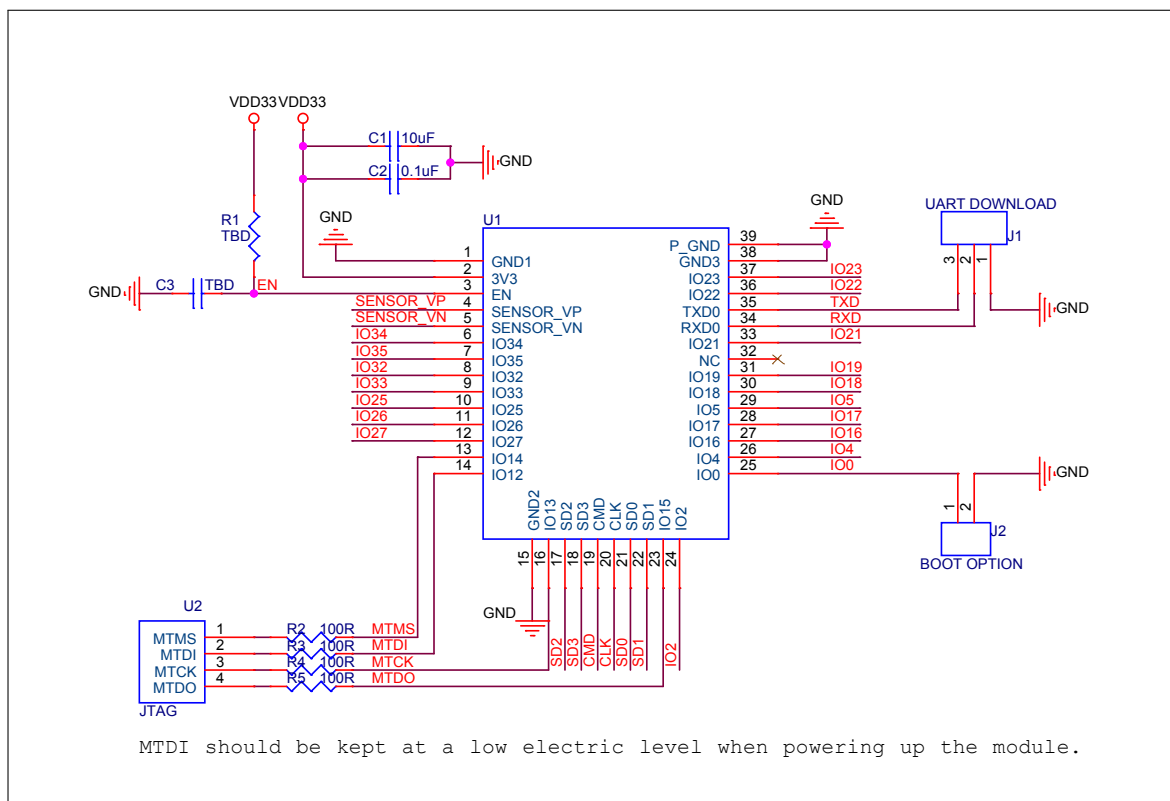 VDD33 VDD33
C1 10uF
C2 0.1uF
GND
R1
TBD
GND
GND C3 TBD EN
U1
1 GND1
2 3V3
3 EN
SENSOR_VP 4 SENSOR_VP
SENSOR_VN 5 SENSOR_VN
IO34 6 IO34
IO35 7 IO35
IO32 8 IO32
IO33 9 IO33
IO25 10 IO25
IO26 11 IO26
IO27 12 IO27
13 IO14
14 IO12
GND
P_GND 39
GND3 38
IO23 37 IO23
IO22 36 IO22
TXD0 35 TXD
RXD0 34 RXD
IO21 33 IO21
NC 32
IO19 31 IO19
IO18 30 IO18
IO5 29 IO5
IO17 28 IO17
IO16 27 IO16
IO4 26 IO4
IO0 25 IO0
UART DOWNLOAD
J1
3 2 1
GND
GND
1 2
J2
BOOT OPTION
GND2 IO13 SD2 SD3 CMD CLK SD0 SD1 IO15 IO2
15 16 17 18 19 20 21 22 23 24
GND
SD2 SD3 CMD CLK SD0 SD1 IO2
U2
MTMS 1 R2 100R MTMS
MTDI 2 R3 100R MTDI
MTCK 3 R4 100R MTCK
MTDO 4 R5 100R MTDO
JTAG
MTDI should be kept at a low electric level when powering up the module.